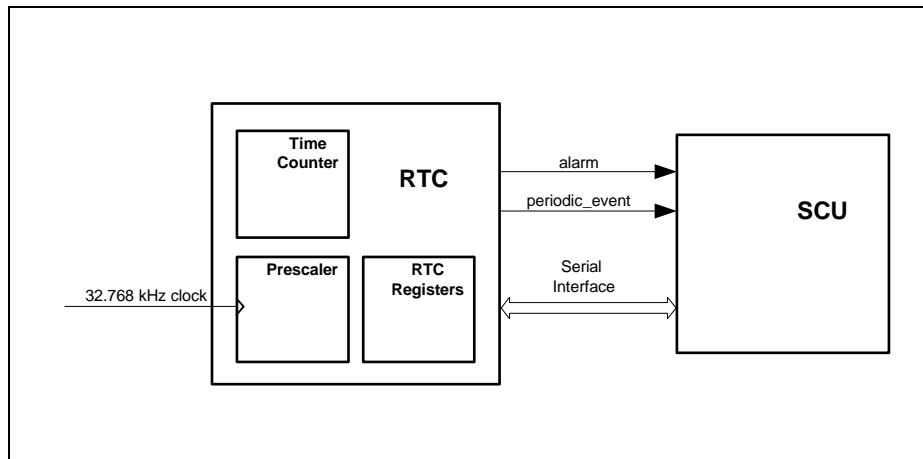 Time
Counter
RTC
alarm
periodic_event
SCU
Prescaler
RTC
Registers
Serial
Interface
32.768 kHz clock